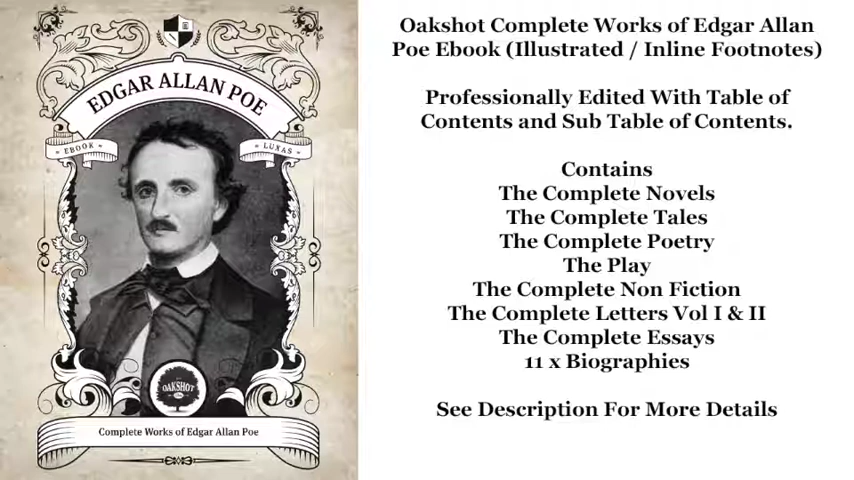 EDGAR ALLAN POE
EBOOK
LUXAS
OAKSHOT
Complete Works of Edgar Allan Poe
Oakshot Complete Works of Edgar Allan
Poe Ebook (Illustrated / Inline Footnotes)
Professionally Edited With Table of
Contents and Sub Table of Contents.
Contains
The Complete Novels
The Complete Tales
The Complete Poetry
The Play
The Complete Non Fiction
The Complete Letters Vol I & II
The Complete Essays
11 x Biographies
See Description For More Details